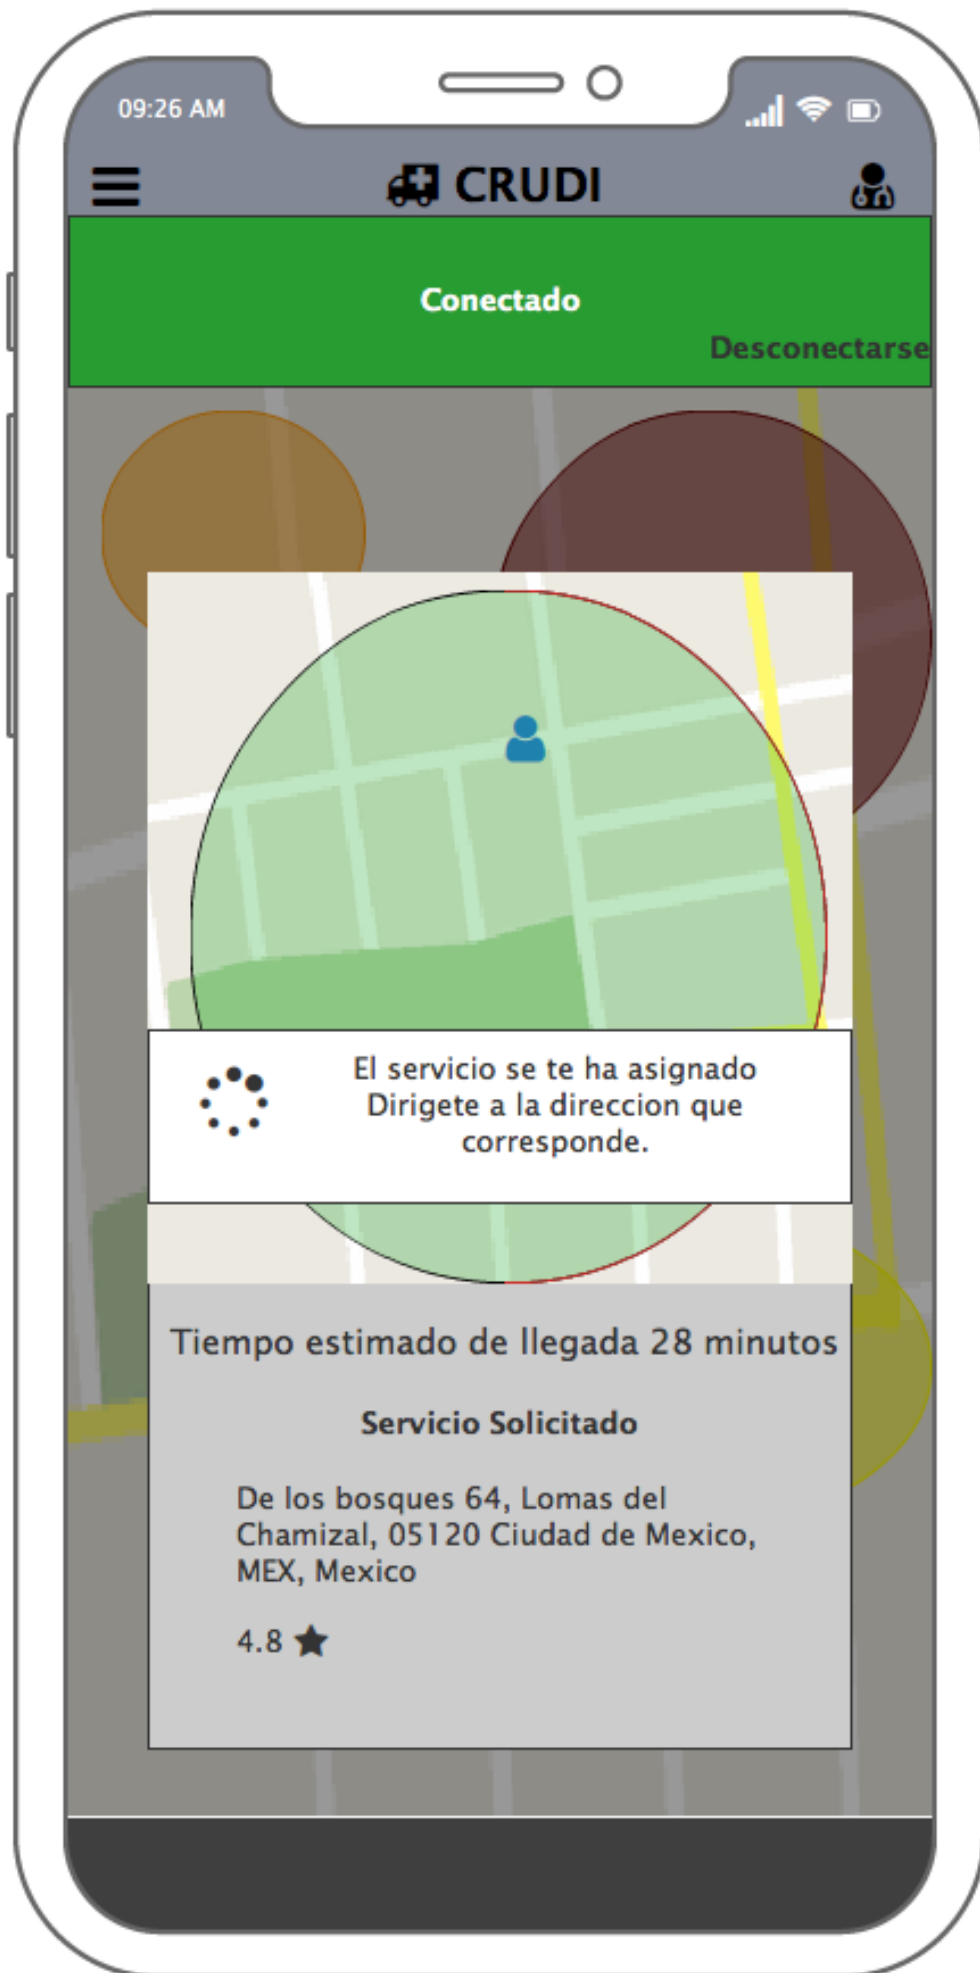 09:26 AM
CRUDI
Conectado
Desconectarse
El servicio se te ha asignado
Dirigete a la direccion que
corresponde.
Tiempo estimado de llegada 28 minutos
Servicio Solicitado
De los bosques 64, Lomas del
Chamizal, 05120 Ciudad de Mexico,
MEX, Mexico
4.8